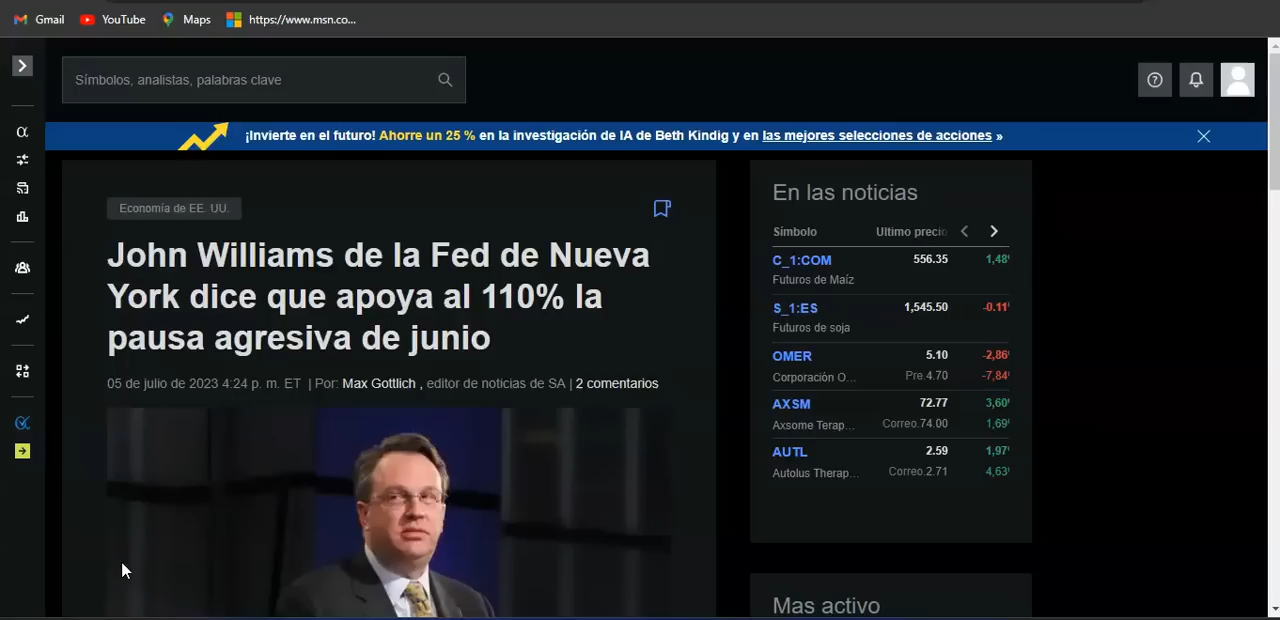 Gmail YouTube Maps https://www.msn.co...
Símbolos, analistas, palabras clave
¡Invierte en el futuro! Ahorre un 25 % en la investigación de IA de Beth Kindig y en las mejores selecciones de acciones »
Economía de EE. UU.
John Williams de la Fed de Nueva
York dice que apoya al 110% la
pausa agresiva de junio
05 de julio de 2023 4:24 p. m. ET | Por: Max Gottlich , editor de noticias de SA | 2 comentarios
En las noticias
Símbolo Ultimo precio
C_1:COM 556.35 1,48
Futuros de Maíz
S_1:ES 1,545.50 -0.11
Futuros de soja
OMER 5.10 -2,86
Corporación O... Pre.4.70 -7,84
AXSM 72.77 3,60
Axsome Terap... Correo.74.00 1,69
AUTL 2.59 1,97
Autolus Therap... Correo.2.71 4,63
Mas activo